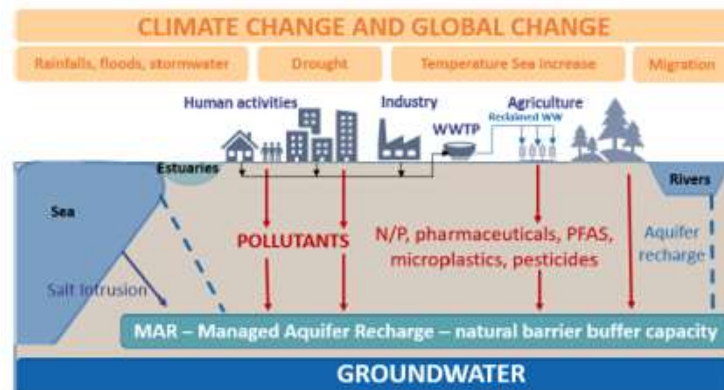 CLIMATE CHANGE AND GLOBAL CHANGE
Rainfalls, floods, stormwater
Drought
Temperature Sea increase
Migration
Human activities
Industry
Agriculture
Reclained WW
WWTP
Estuaries
Rivers
Sea
POLLUTANTS
N/P, pharmaceuticals, PFAS,
microplastics, pesticides
Aquifer
recharge
Salt Intrusion
MAR – Managed Aquifer Recharge – natural barrier buffer capacity
GROUNDWATER